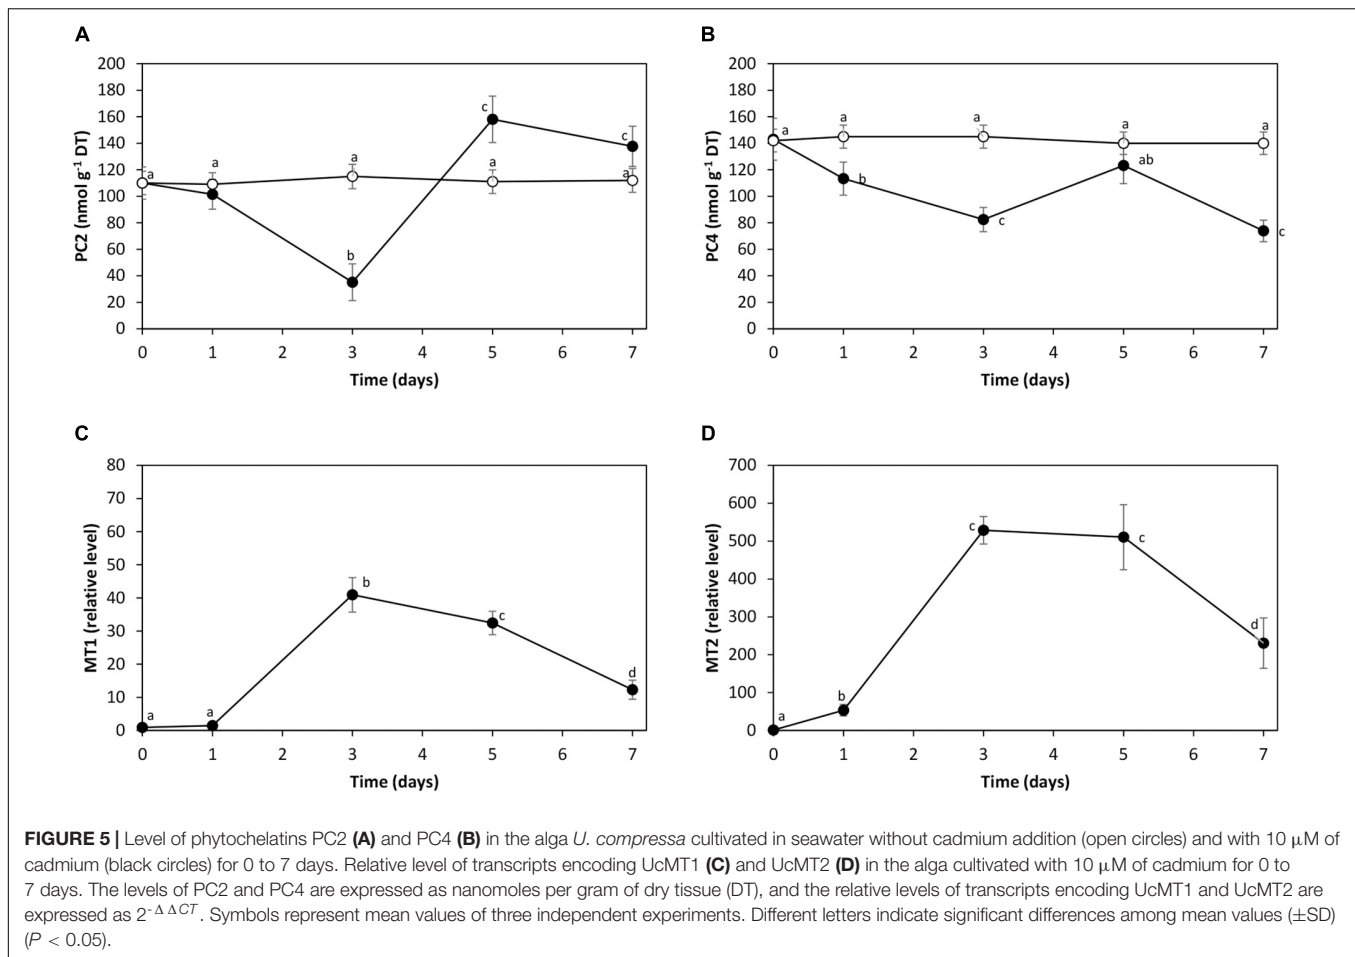 A
B
200
180
160
140
120
100
80
60
40
20
0
PC2 (nmol g⁻¹ DT)
a
a
a
a
a
b
c
c
0 1 2 3 4 5 6 7
Time (days)
200
180
160
140
120
100
80
60
40
20
0
PC4 (nmol g⁻¹ DT)
a
a
a
a
a
b
c
ab
c
0 1 2 3 4 5 6 7
Time (days)
C
D
80
70
60
50
40
30
20
10
0
MT1 (relative level)
a
a
b
c
d
0 1 2 3 4 5 6 7
Time (days)
700
600
500
400
300
200
100
0
MT2 (relative level)
a
b
c
c
d
0 1 2 3 4 5 6 7
Time (days)
FIGURE 5 | Level of phytochelatins PC2 (A) and PC4 (B) in the alga U. compressa cultivated in seawater without cadmium addition (open circles) and with 10 μM of
cadmium (black circles) for 0 to 7 days. Relative level of transcripts encoding UcMT1 (C) and UcMT2 (D) in the alga cultivated with 10 μM of cadmium for 0 to
7 days. The levels of PC2 and PC4 are expressed as nanomoles per gram of dry tissue (DT), and the relative levels of transcripts encoding UcMT1 and UcMT2 are
expressed as 2^-ΔΔCT. Symbols represent mean values of three independent experiments. Different letters indicate significant differences among mean values (±SD)
(P < 0.05).